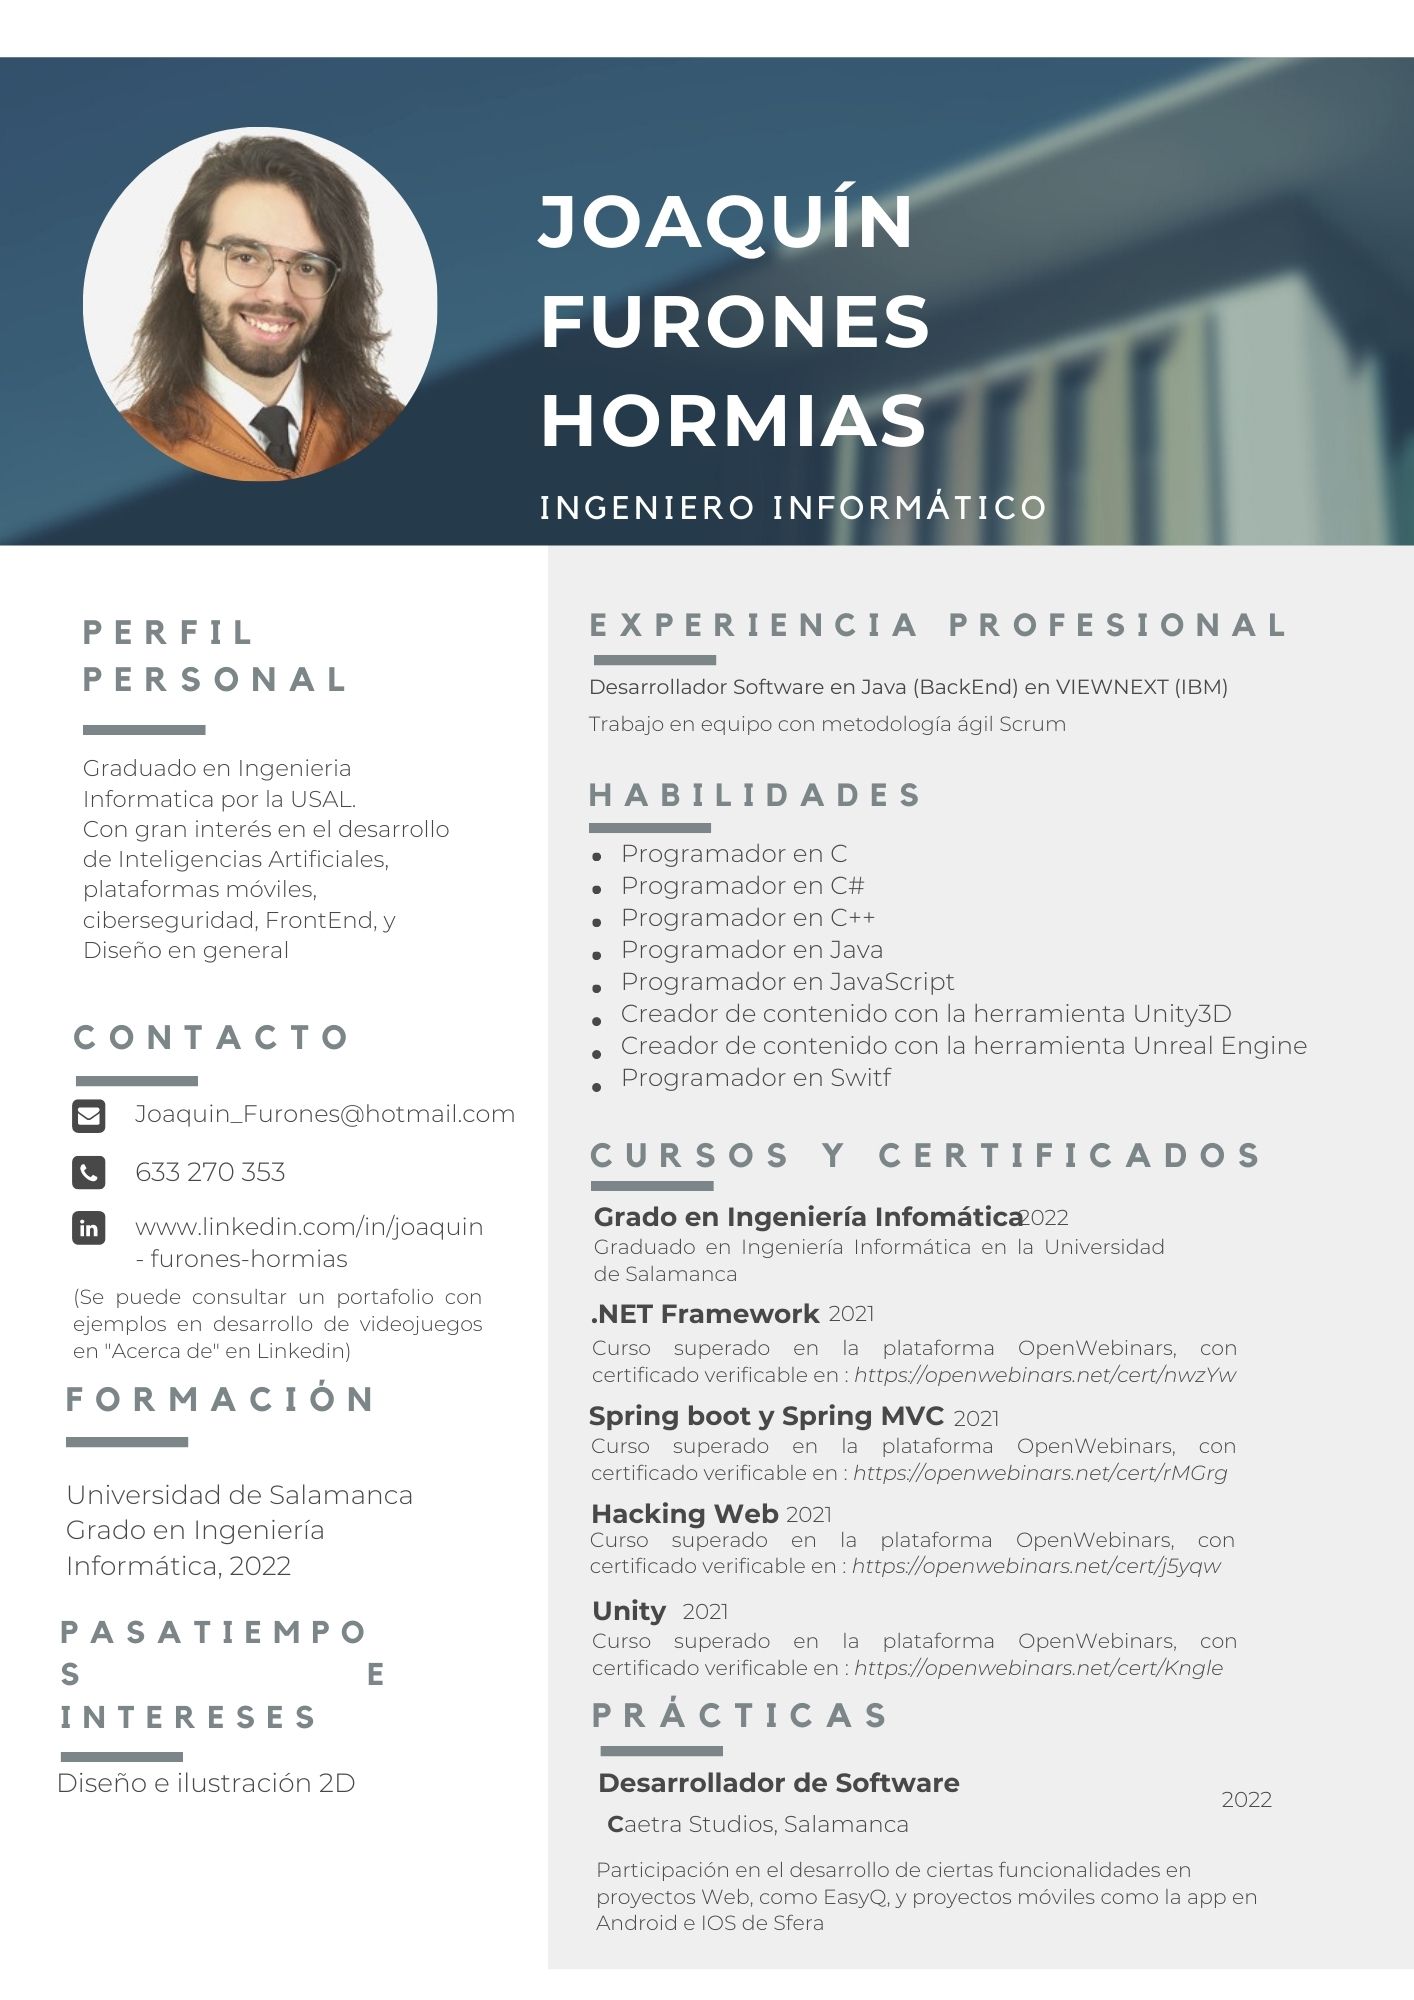 JOAQUÍN
FURONES
HORMIAS
INGENIERO INFORMÁTICO
PERFIL
PERSONAL
Graduado en Ingenieria
Informatica por la USAL.
Con gran interés en el desarrollo
de Inteligencias Artificiales,
plataformas móviles,
ciberseguridad, FrontEnd, y
Diseño en general
CONTACTO
Joaquin_Furones@hotmail.com
633 270 353
in
www.linkedin.com/in/joaquin
- furones-hormias
(Se puede consultar un portafolio con
ejemplos en desarrollo de videojuegos
en "Acerca de" en Linkedin)
FORMACIÓN
Universidad de Salamanca
Grado en Ingeniería
Informática, 2022
PASATIEMPO
S E
INTERESES
Diseño e ilustración 2D
EXPERIENCIA PROFESIONAL
Desarrollador Software en Java (BackEnd) en VIEWNEXT (IBM)
Trabajo en equipo con metodología ágil Scrum
HABILIDADES
• Programador en C
• Programador en C#
• Programador en C++
• Programador en Java
• Programador en JavaScript
• Creador de contenido con la herramienta Unity3D
• Creador de contenido con la herramienta Unreal Engine
• Programador en Switf
CURSOS Y CERTIFICADOS
Grado en Ingeniería Infomática 2022
Graduado en Ingeniería Informática en la Universidad
de Salamanca
.NET Framework 2021
Curso superado en la plataforma OpenWebinars, con
certificado verificable en : https://openwebinars.net/cert/nwzYw
Spring boot y Spring MVC 2021
Curso superado en la plataforma OpenWebinars, con
certificado verificable en : https://openwebinars.net/cert/rMGrg
Hacking Web 2021
Curso superado en la plataforma OpenWebinars, con
certificado verificable en : https://openwebinars.net/cert/j5yqw
Unity 2021
Curso superado en la plataforma OpenWebinars, con
certificado verificable en : https://openwebinars.net/cert/Kngle
PRÁCTICAS
Desarrollador de Software
2022
Caetra Studios, Salamanca
Participación en el desarrollo de ciertas funcionalidades en
proyectos Web, como EasyQ, y proyectos móviles como la app en
Android e IOS de Sfera